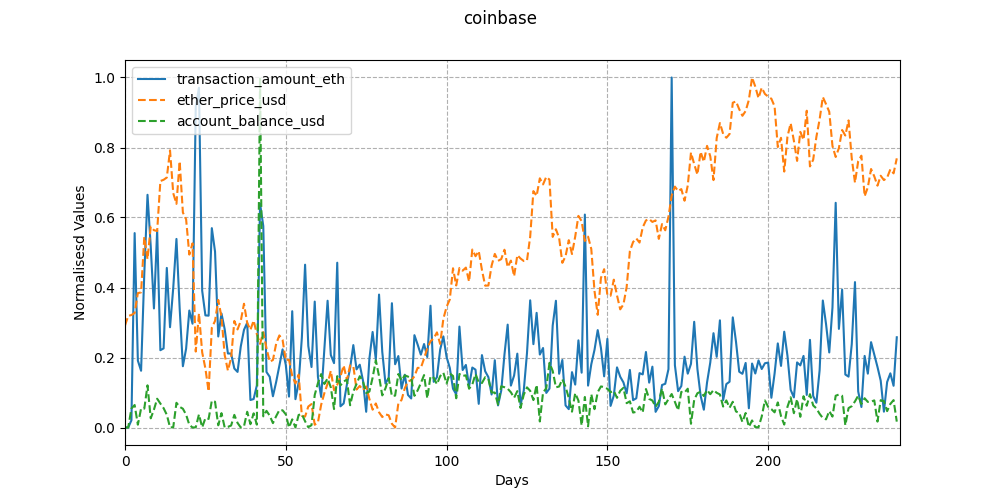 coinbase
transaction_amount_eth
ether_price_usd
account_balance_usd
Normalisesd Values
1.0
0.8
0.6
0.4
0.2
0.0
0 50 100 150 200
Days